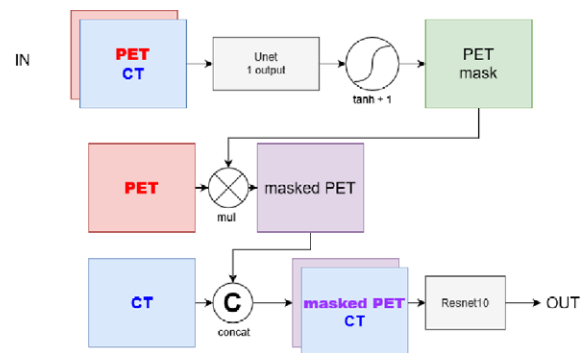 IN
PET
CT
Unet
1 output
tanh + 1
PET
mask
PET
mul
masked PET
CT
C
concat
masked PET
CT
Resnet10
OUT